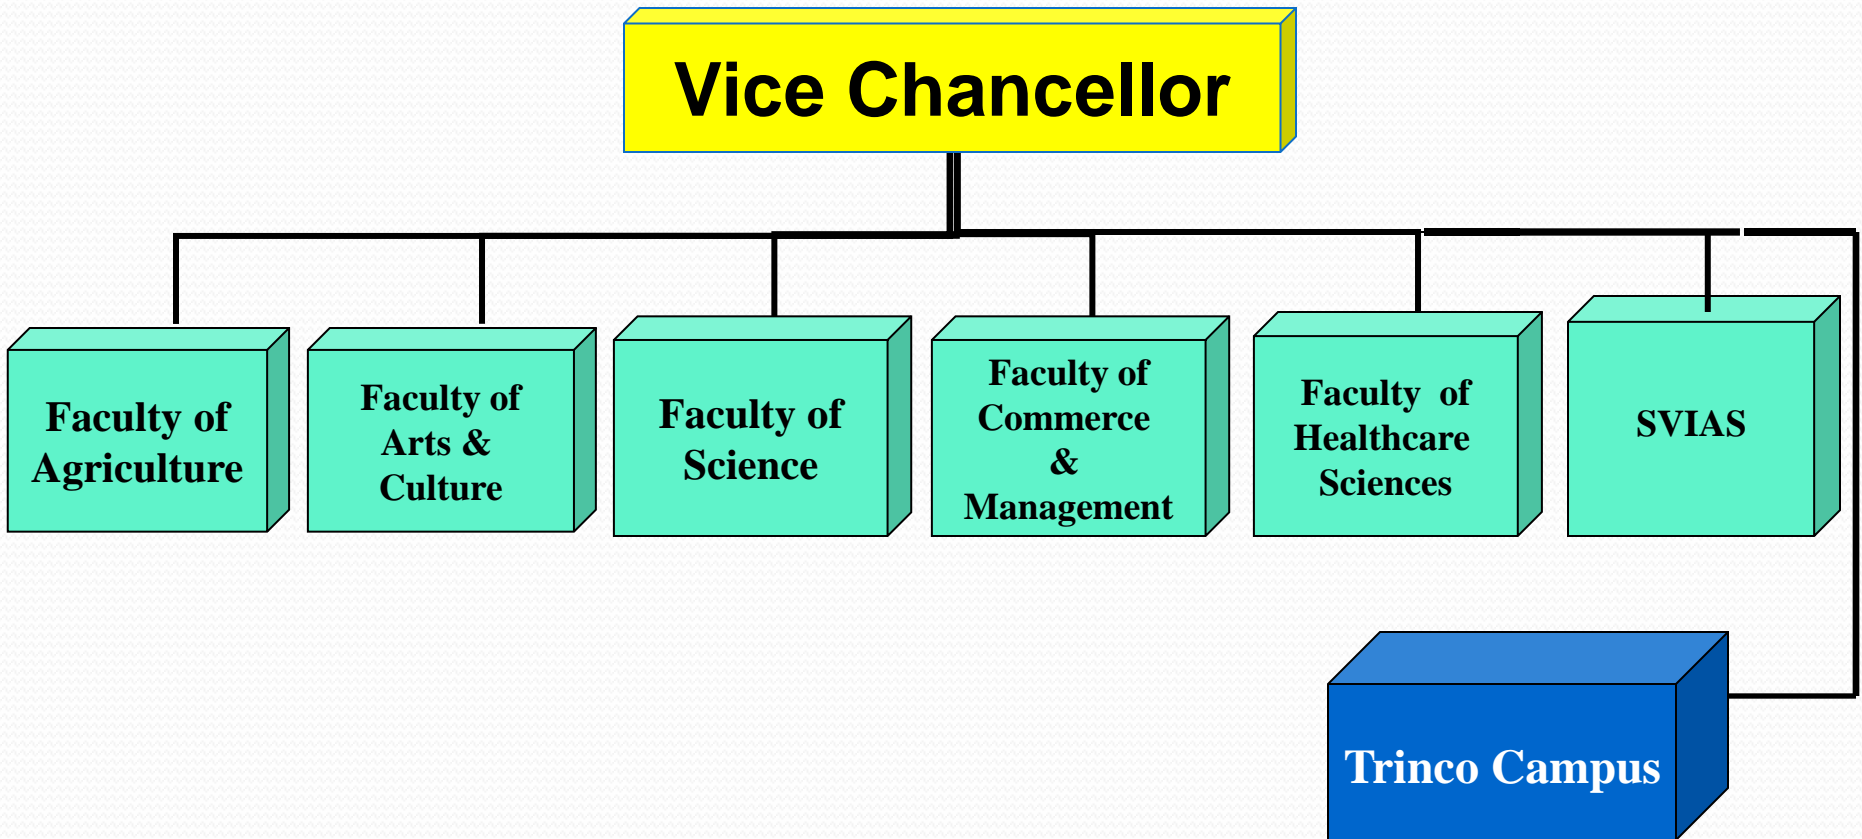 Vice Chancellor
Faculty of
Agriculture
Faculty of
Arts &
Culture
Faculty of
Science
Faculty of
Commerce
&
Management
Faculty of
Healthcare
Sciences
SVIAS
Trinco Campus